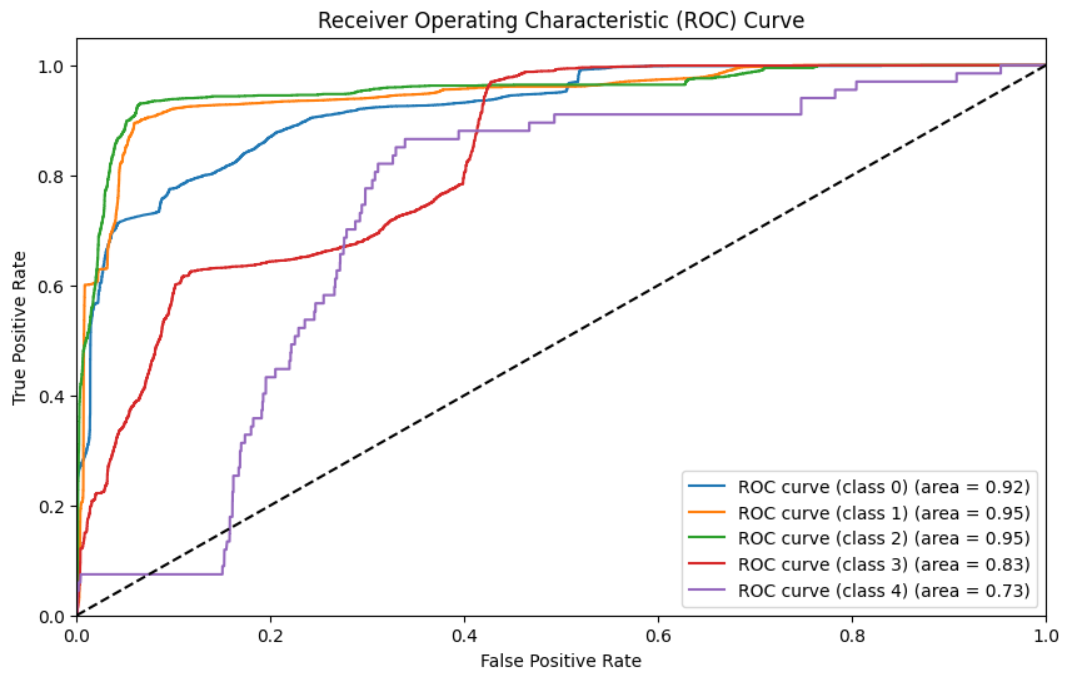 Receiver Operating Characteristic (ROC) Curve
1.0
0.8
0.6
0.4
0.2
0.0
True Positive Rate
ROC curve (class 0) (area = 0.92)
ROC curve (class 1) (area = 0.95)
ROC curve (class 2) (area = 0.95)
ROC curve (class 3) (area = 0.83)
ROC curve (class 4) (area = 0.73)
0.0 0.2 0.4 0.6 0.8 1.0
False Positive Rate